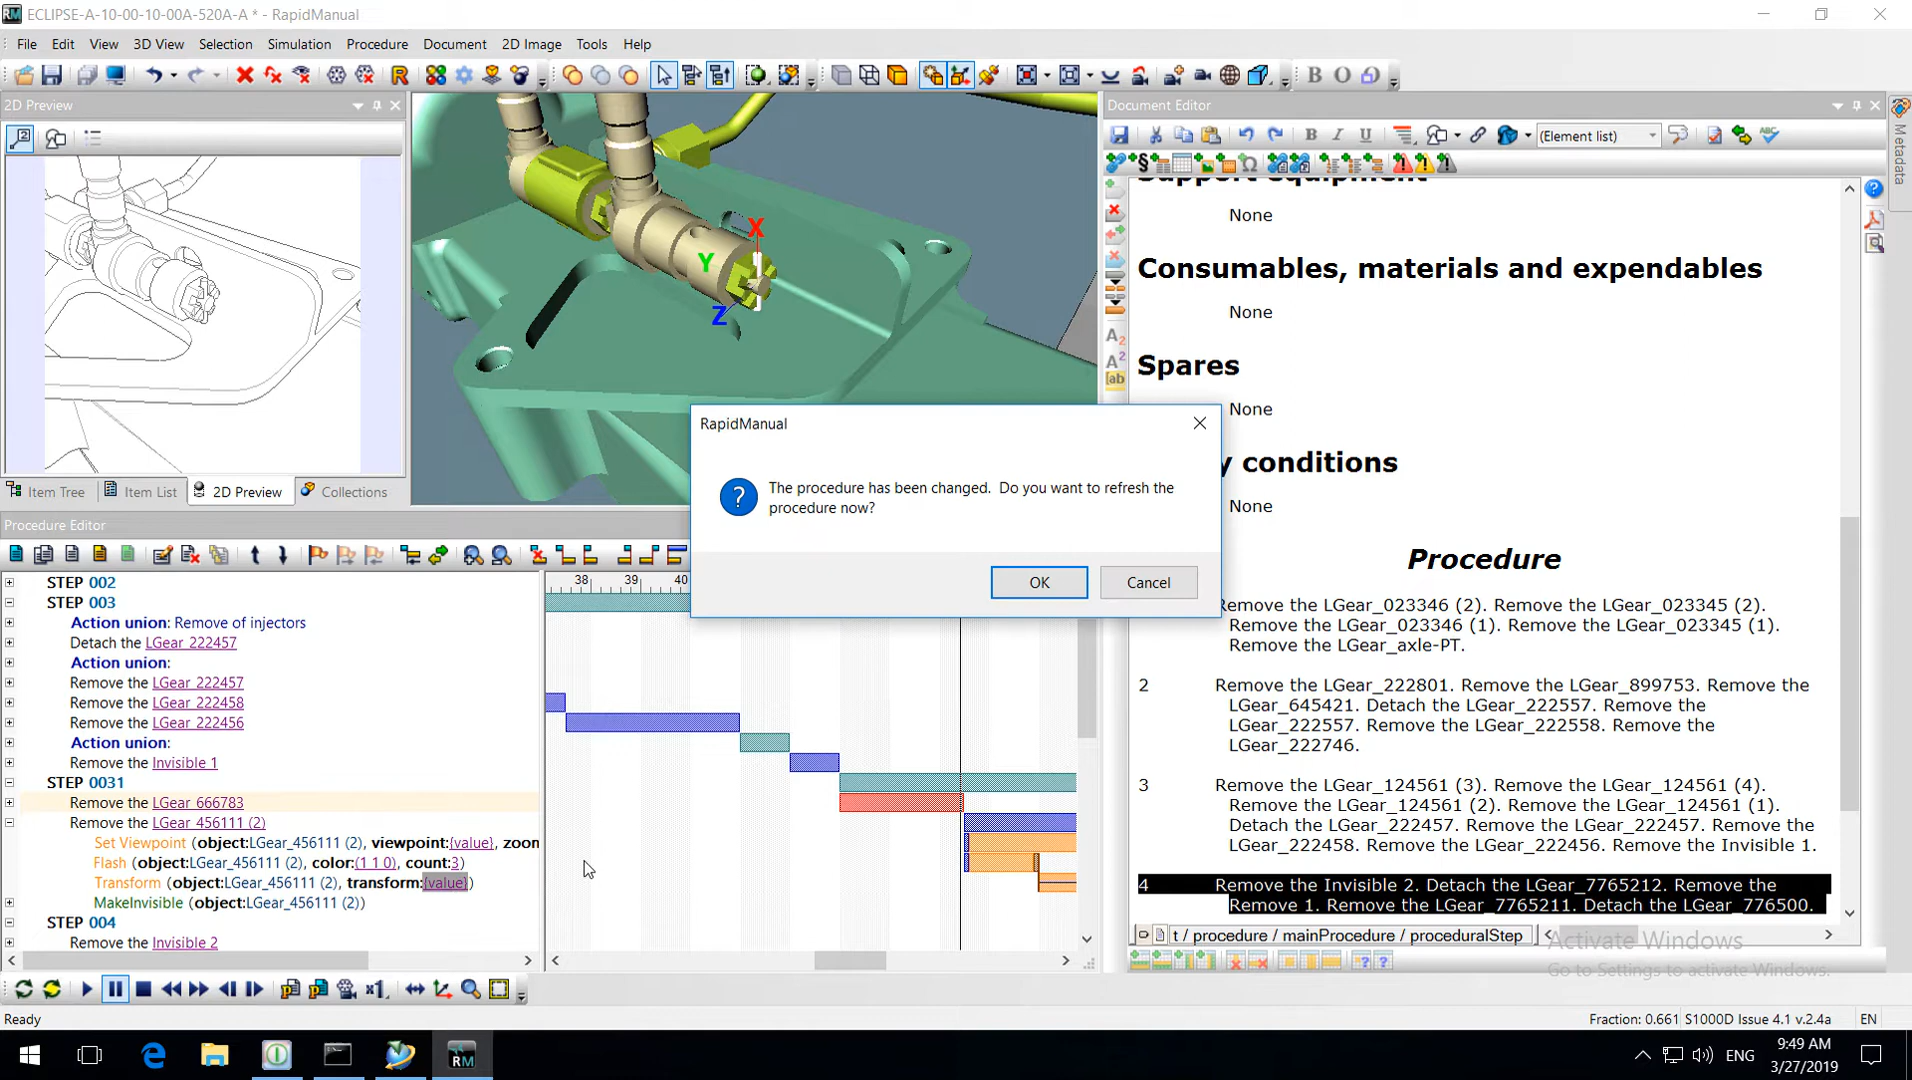 ECLIPSE-A-10-00-10-00A-520A-A * - RapidManual
File Edit View 3D View Selection Simulation Procedure Document 2D Image Tools Help
2D Preview
Item Tree Item List 2D Preview Collections
X
Y
Z
Document Editor
(Element list)
Metadata
Support equipment
None
Consumables, materials and expendables
None
Spares
None
y conditions
None
Procedure
Remove the LGear_023346 (2). Remove the LGear_023345 (2).
Remove the LGear_023346 (1). Remove the LGear_023345 (1).
Remove the LGear_axle-PT.
2 Remove the LGear_222801. Remove the LGear_899753. Remove the
LGear_645421. Detach the LGear_222557. Remove the
LGear_222557. Remove the LGear_222558. Remove the
LGear_222746.
3 Remove the LGear_124561 (3). Remove the LGear_124561 (4).
Remove the LGear_124561 (2). Remove the LGear_124561 (1).
Detach the LGear_222457. Remove the LGear_222457. Remove the
LGear_222458. Remove the LGear_222456. Remove the Invisible 1.
4 Remove the Invisible 2. Detach the LGear_7765212. Remove the
Remove 1. Remove the LGear_7765211. Detach the LGear_776500.
t / procedure / mainProcedure / proceduralStep
Activate Windows
Go to Settings to activate Windows.
RapidManual
The procedure has been changed. Do you want to refresh the
procedure now?
OK Cancel
Procedure Editor
38 39 40
STEP 002
STEP 003
Action union: Remove of injectors
Detach the LGear_222457
Action union:
Remove the LGear_222457
Remove the LGear_222458
Remove the LGear_222456
Action union:
Remove the Invisible 1
STEP 0031
Remove the LGear_666783
Remove the LGear_456111 (2)
Set Viewpoint (object:LGear_456111 (2), viewpoint:{value}, zoom
Flash (object:LGear_456111 (2), color:(1 1 0), count:3)
Transform (object:LGear_456111 (2), transform:{value})
MakeInvisible (object:LGear_456111 (2))
STEP 004
Remove the Invisible 2
x1
Ready
Fraction: 0.661 S1000D Issue 4.1 v.2.4a EN
ENG
9:49 AM
3/27/2019